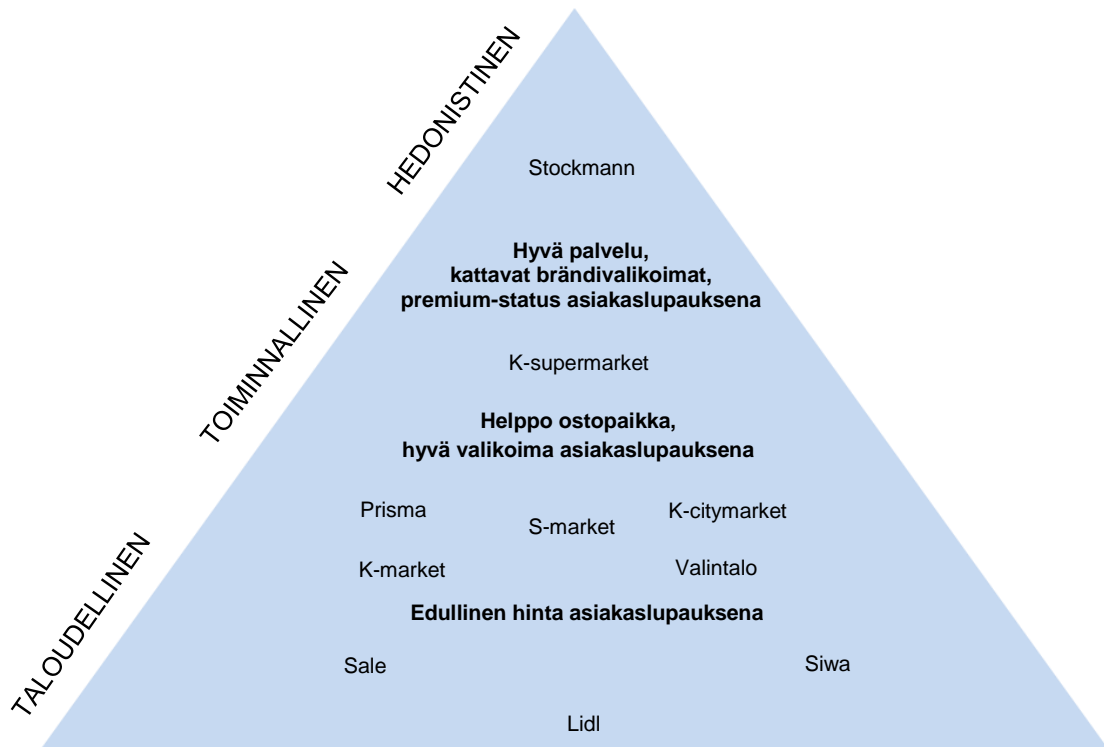 HEDONISTINEN
Stockmann
Hyvä palvelu,
kattavat brändivalikoimat,
premium-status asiakaslupauksena
TOIMINNALLINEN
K-supermarket
Helppo ostopaikka,
hyvä valikoima asiakaslupauksena
Prisma
S-market
K-citymarket
K-market
Valintalo
TALOUDELLINEN
Edullinen hinta asiakaslupauksena
Sale
Siwa
Lidl